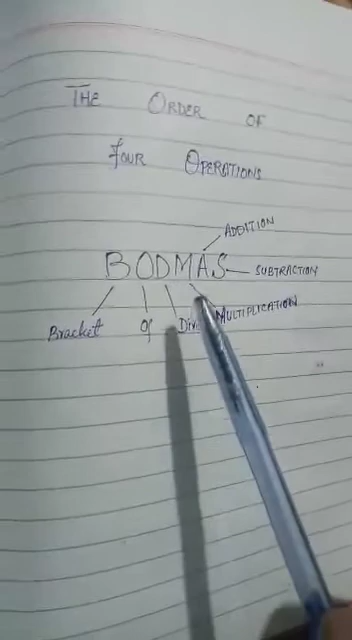 THE ORDER OF
FOUR OPERATIONS
ADDITION
BODMAS
SUBTRACTION
MULTIPLICATION
Bracket of